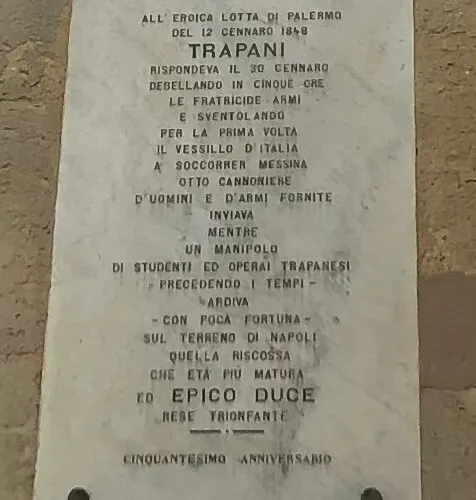 ALL'EROICA LOTTA DI PALERMO
DEL 12 GENNARO 1848
TRAPANI
RISPONDEVA IL 30 GENNARO
DEBELLANDO IN CINQUE ORE
LE FRATRICIDE ARMI
E SVENTOLANDO
PER LA PRIMA VOLTA
IL VESSILLO D'ITALIA
A SOCCORRER MESSINA
OTTO CANNONIERE
D'UOMINI E D'ARMI FORNITE
INVIAVA
MENTRE
UN MANIPOLO
DI STUDENTI ED OPERAI TRAPANESI
- PRECEDENDO I TEMPI -
ARDIVA
- CON POCA FORTUNA -
SUL TERRENO DI NAPOLI
QUELLA RISCOSSA
CHE ETÀ PIÙ MATURA
ED EPICO DUCE
RESE TRIONFANTE
CINQUANTESIMO ANNIVERSARIO